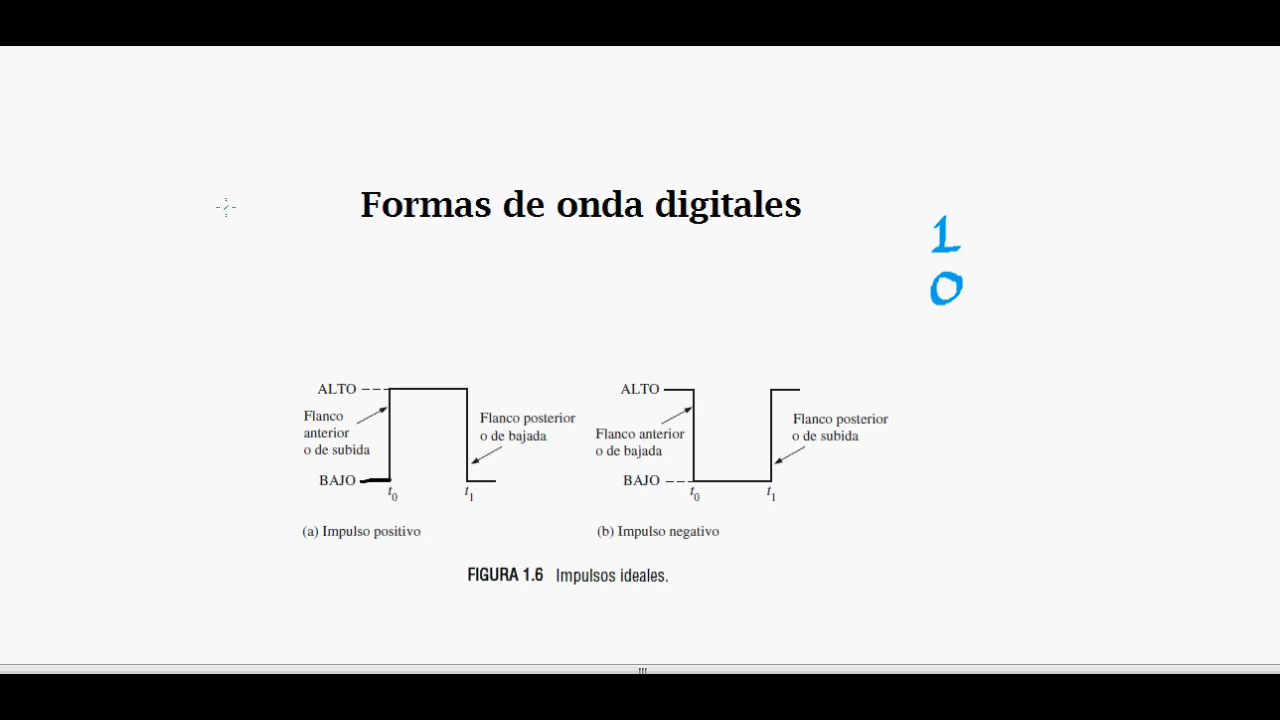 Formas de onda digitales
1
0
ALTO
Flanco
anterior
o de subida
BAJO
Flanco posterior
o de bajada
t0
t1
(a) Impulso positivo
ALTO
Flanco anterior
o de bajada
BAJO
Flanco posterior
o de subida
t0
t1
(b) Impulso negativo
FIGURA 1.6 Impulsos ideales.